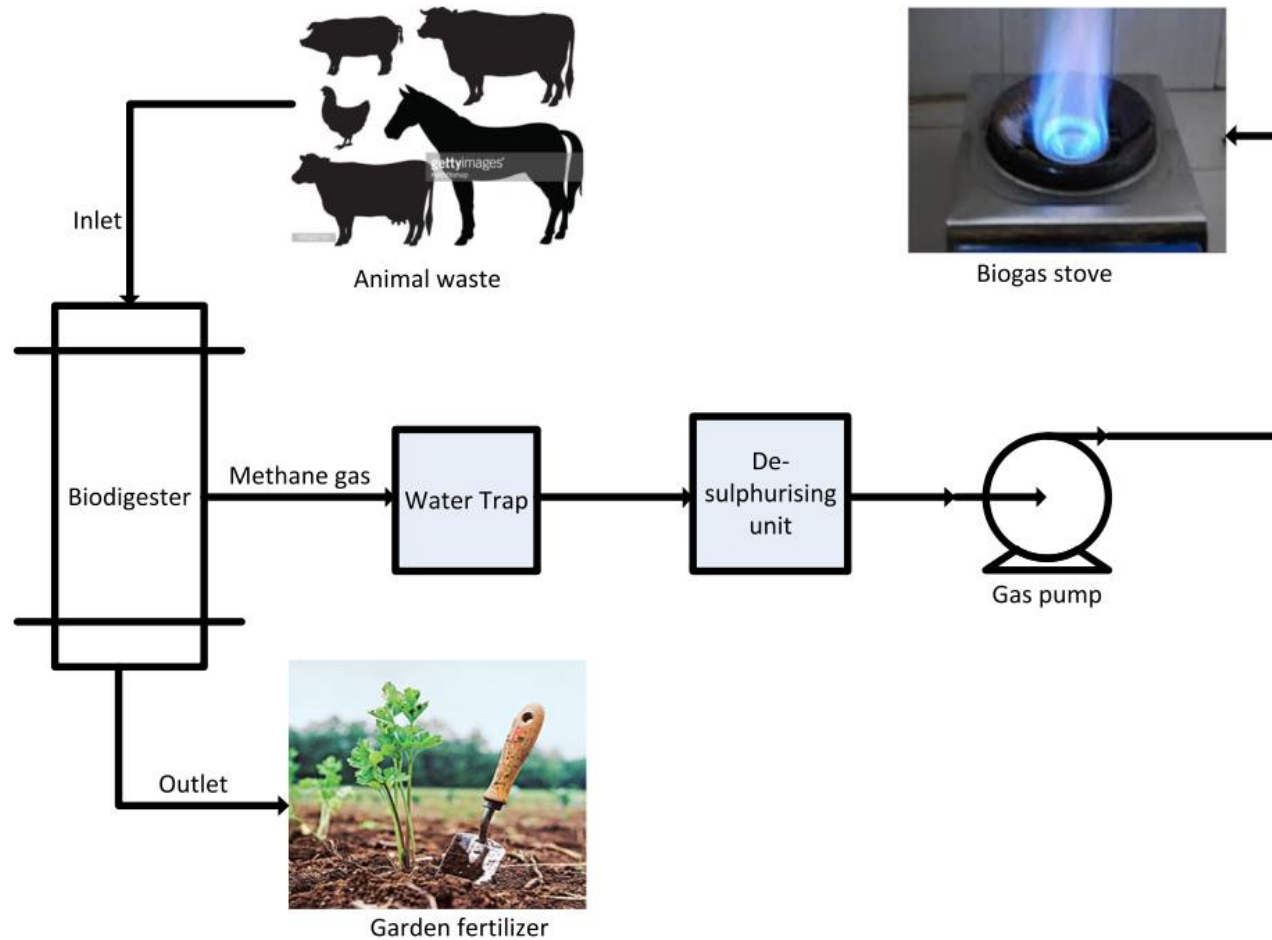 Inlet
gettyimages®
Animal waste
Biogas stove
Biodigester
Methane gas
Water Trap
De-
sulphurising
unit
Gas pump
Outlet
Garden fertilizer